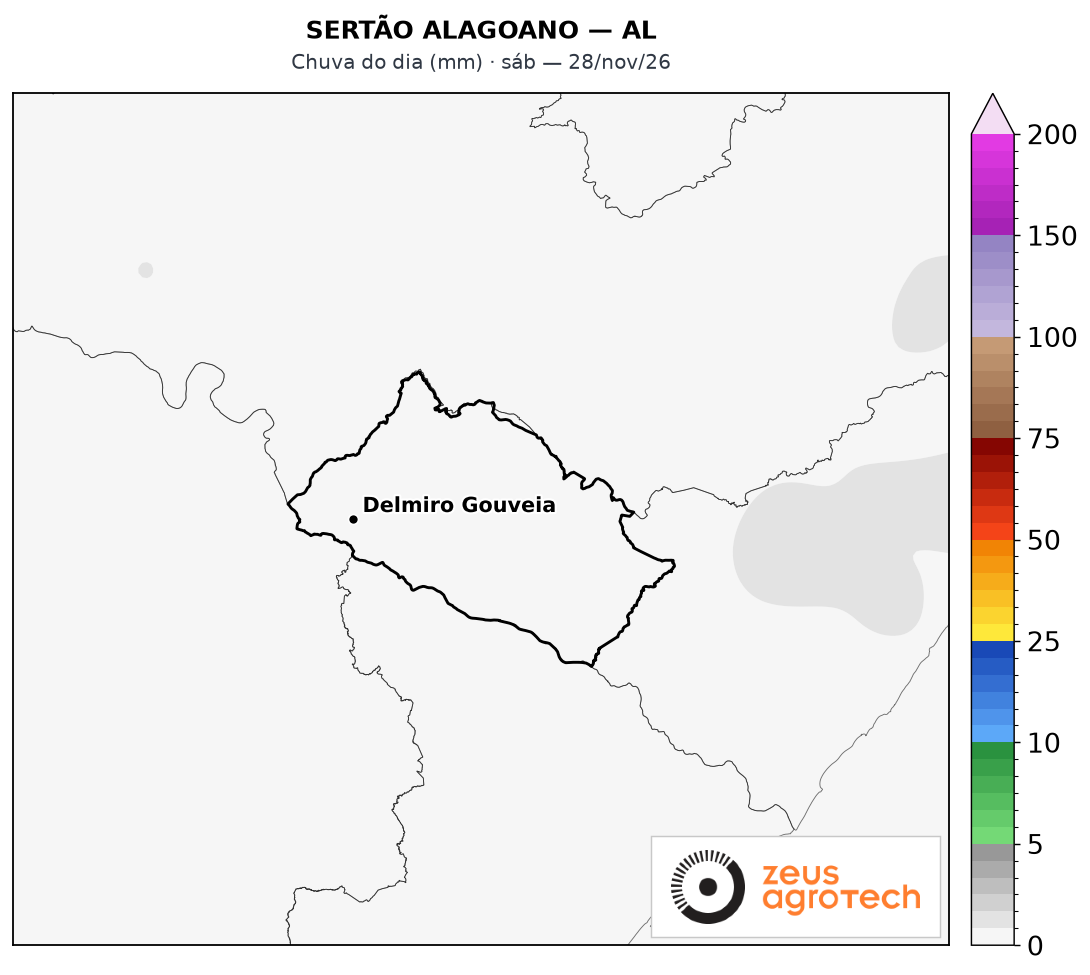 SERTÃO ALAGOANO — AL
Chuva do dia (mm) · sáb — 28/nov/26
200
150
100
75
50
25
10
5
0
Delmiro Gouveia
zeus
agrotech